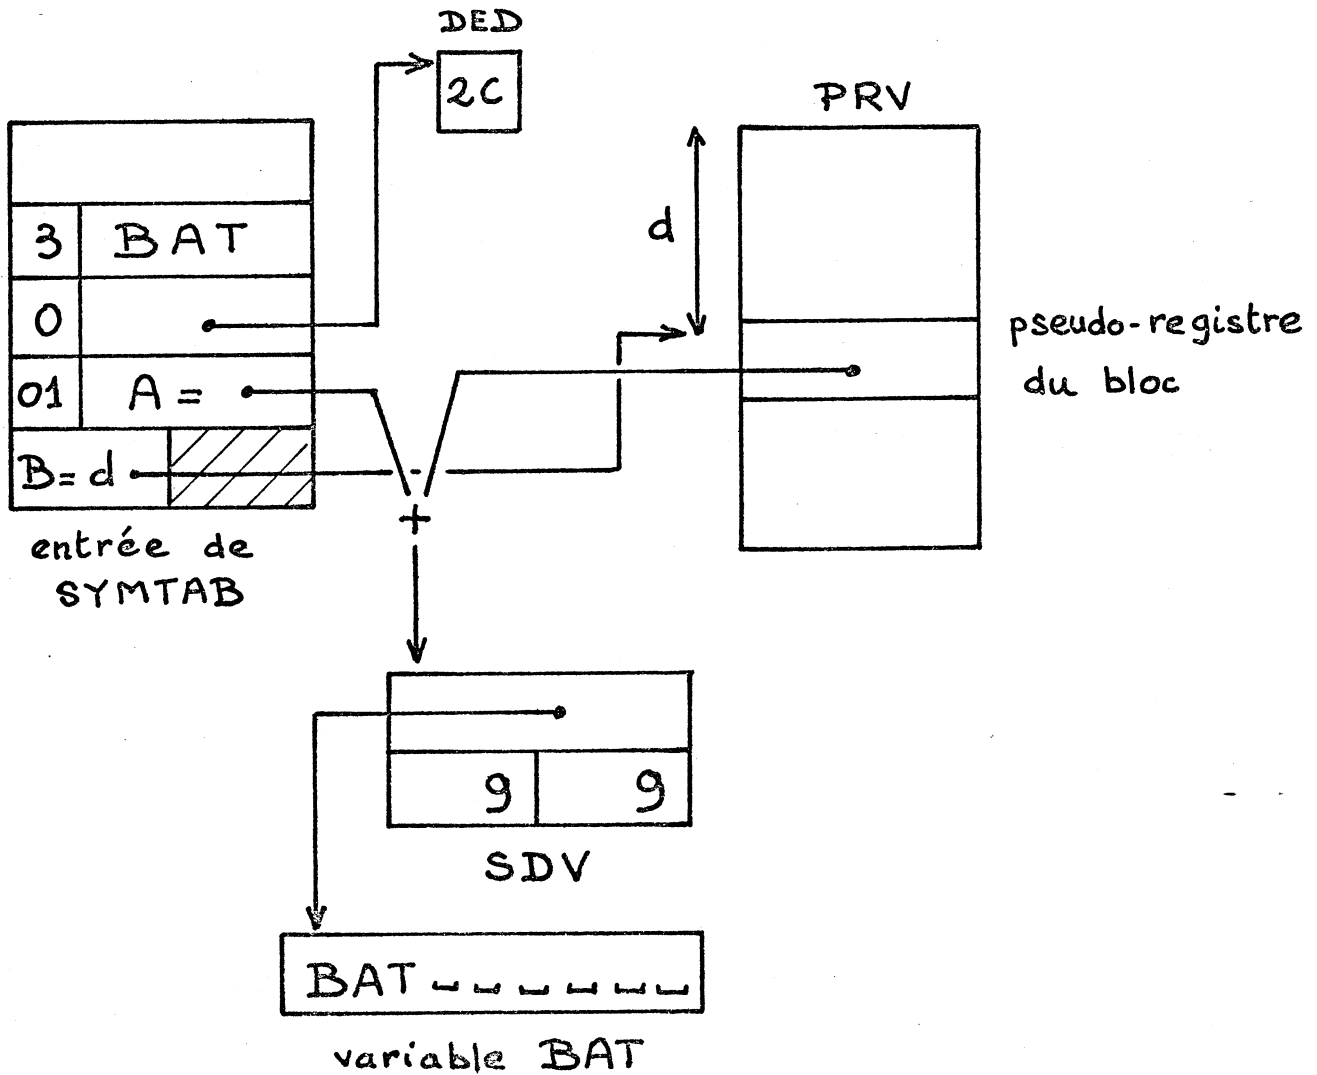 DED
2C
PRV
3 BAT
d
0
pseudo-registre
du bloc
01 A =
B= d
+
entrée de
SYMTAB
9 9
SDV
BAT ⎵ ⎵ ⎵ ⎵ ⎵ ⎵
variable BAT